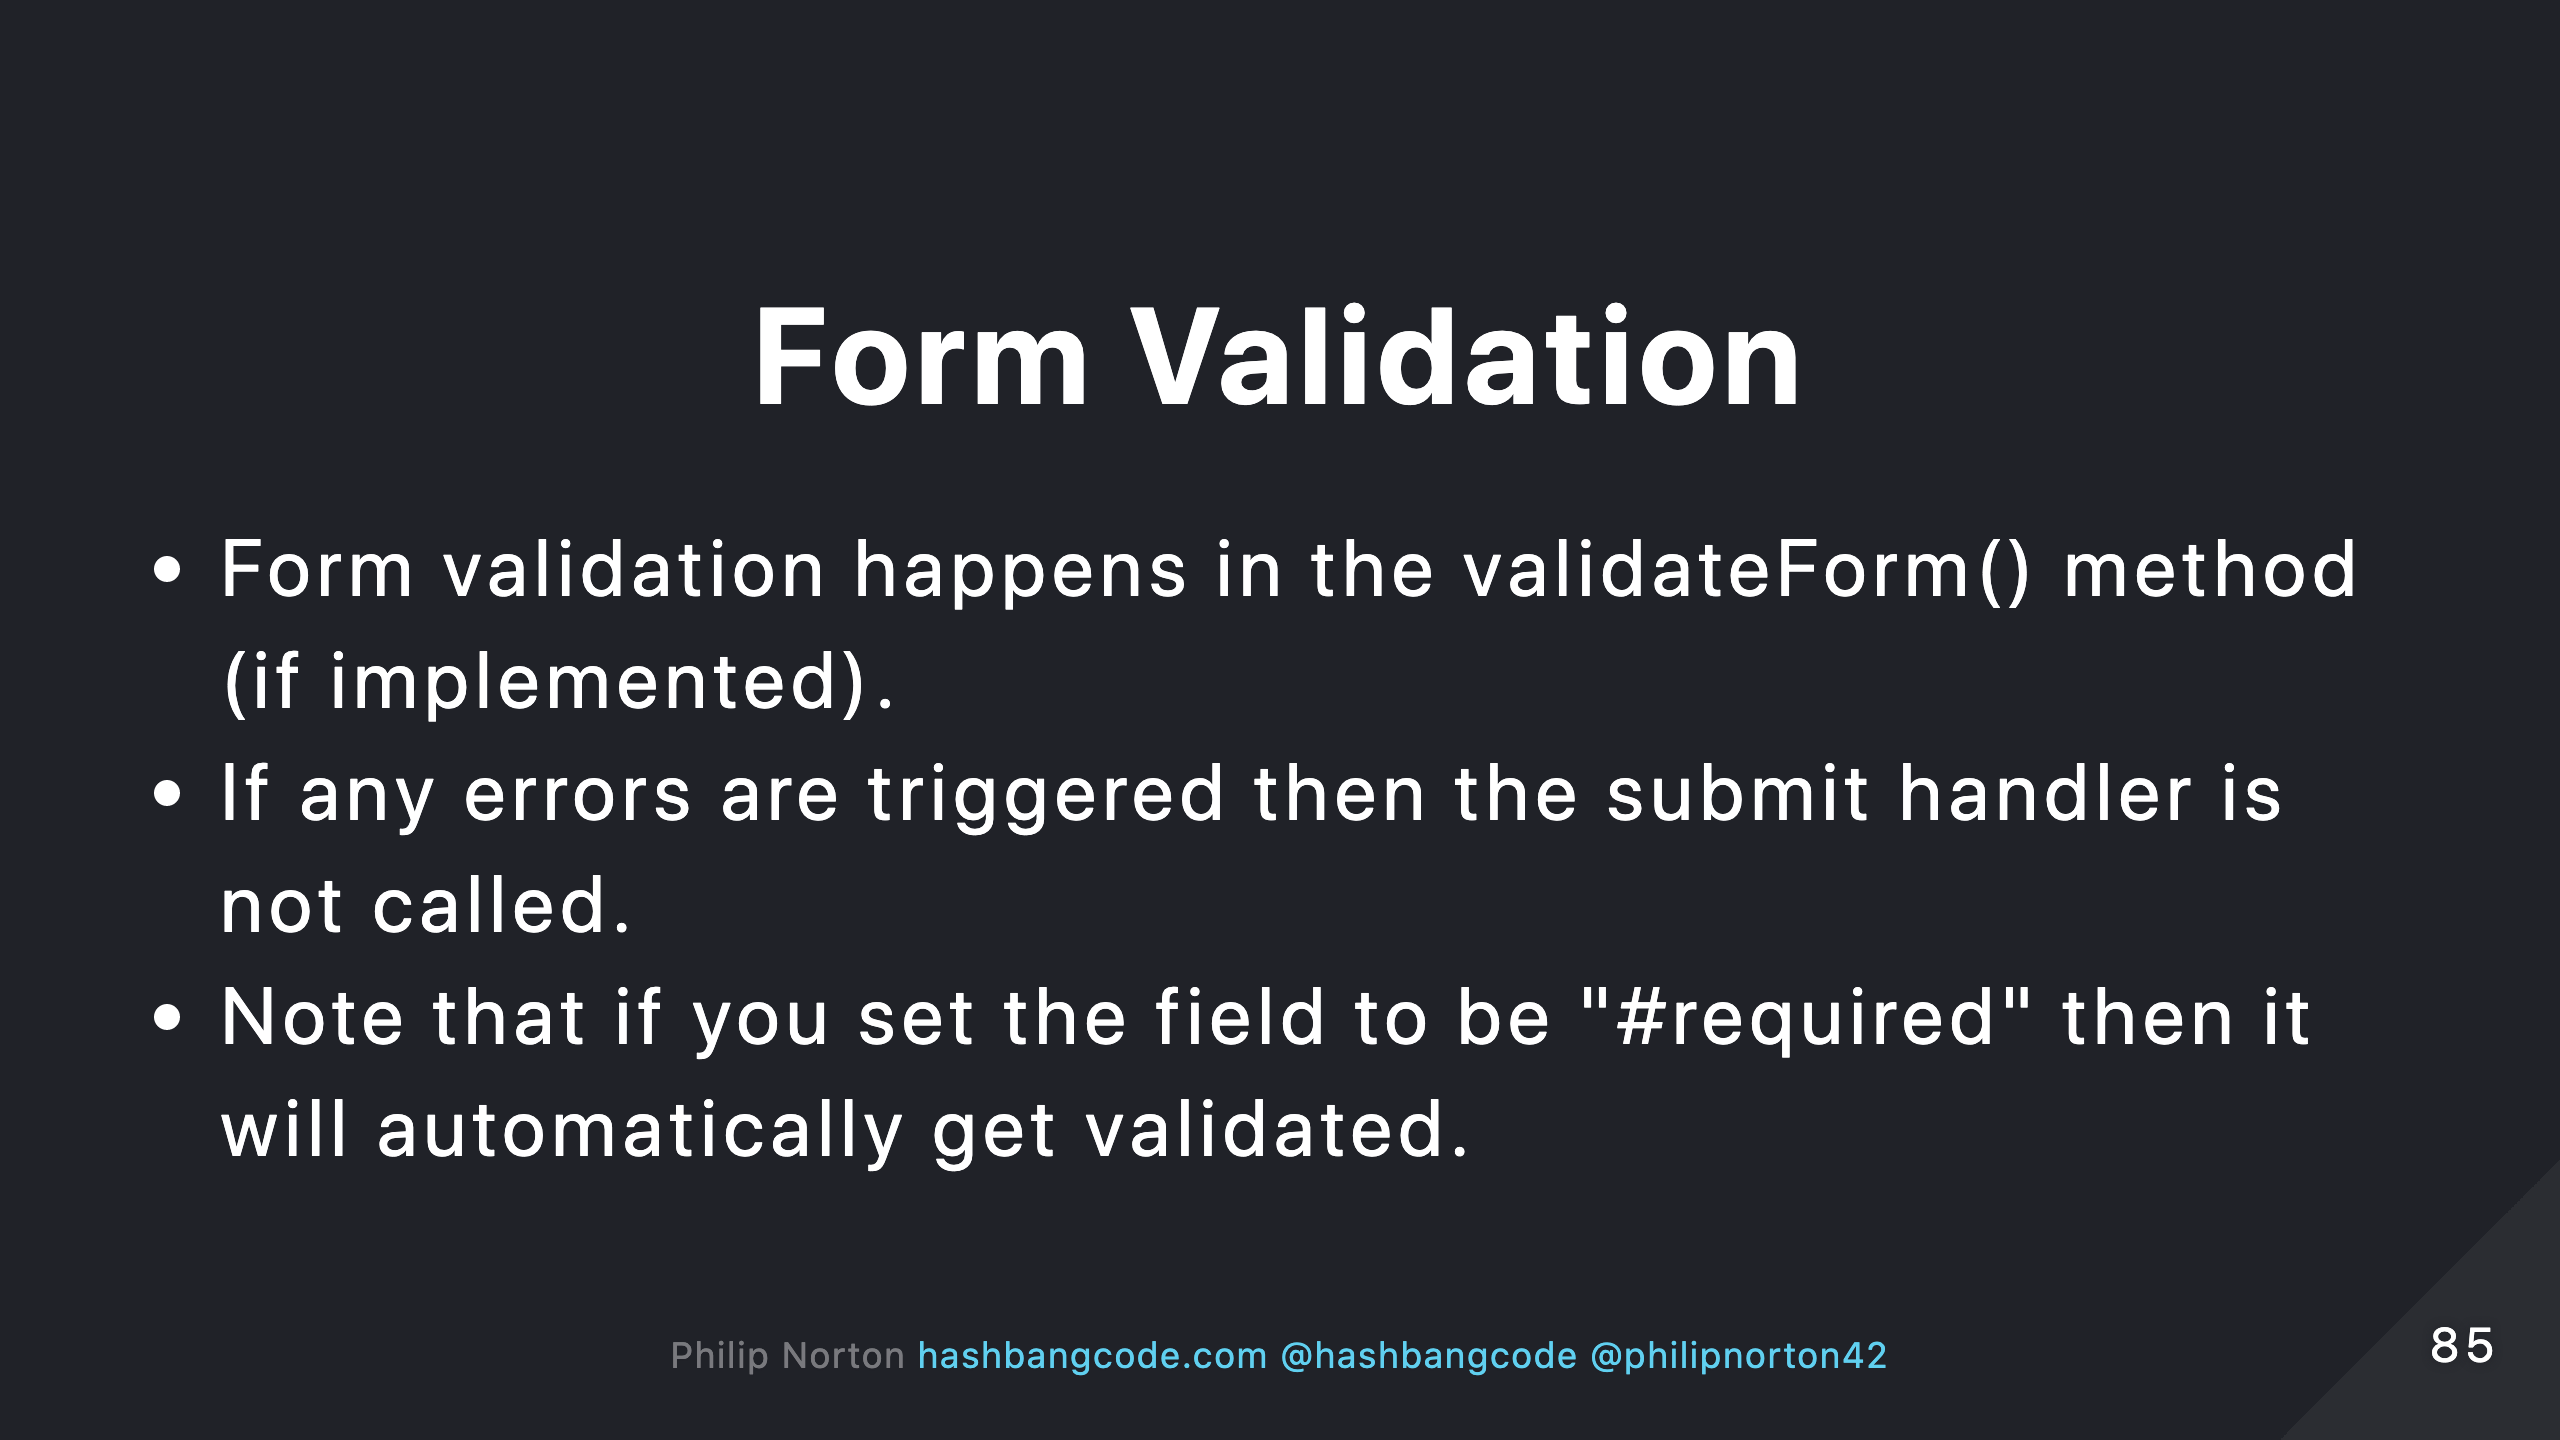 Form Validation
• Form validation happens in the validateForm() method
(if implemented).
• If any errors are triggered then the submit handler is
not called.
• Note that if you set the field to be "#required" then it
will automatically get validated.
Philip Norton hashbangcode.com @hashbangcode @philipnorton42
85